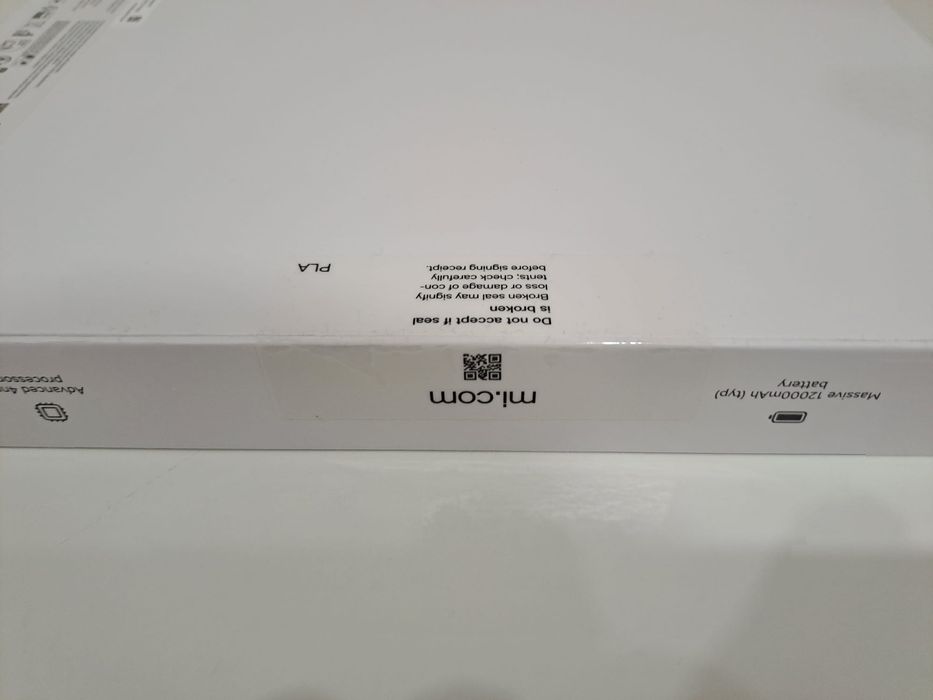 Massive 12000mAh (typ)
battery
mi.com
Advanced
Do not accept if seal
is broken
Broken seal may signify
loss or damage of con-
tents; check carefully
before signing receipt.
PLA